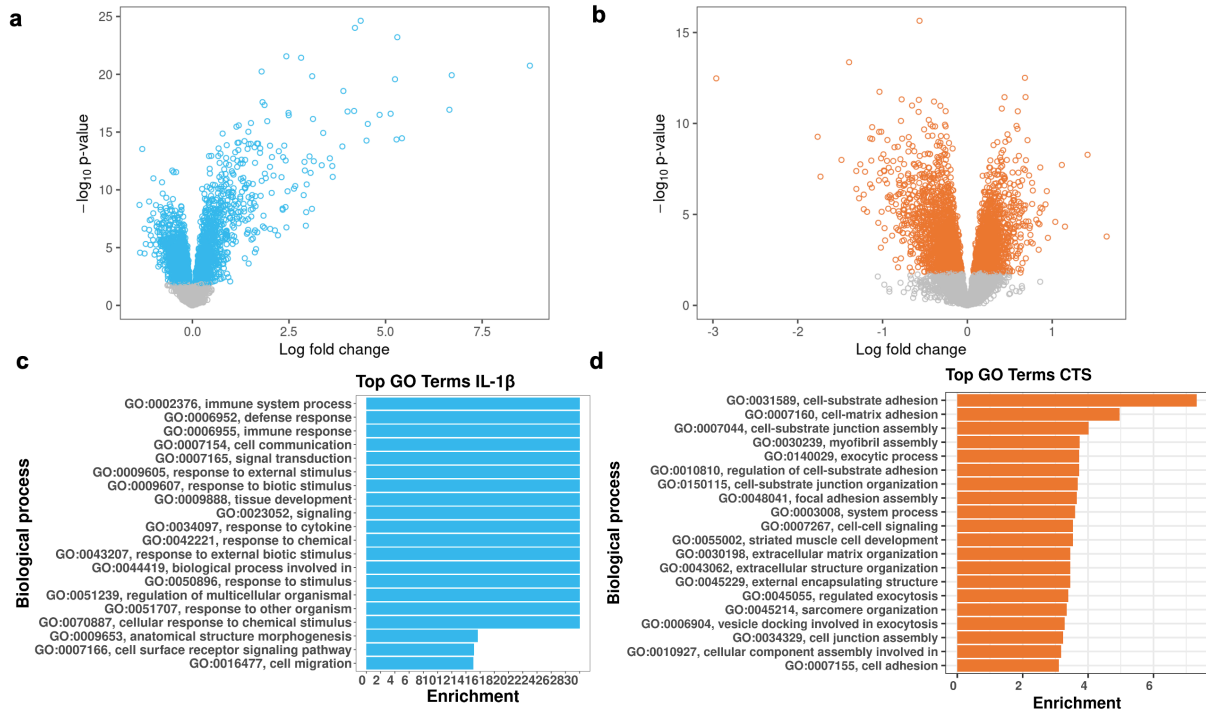 a
25
20
15
10
5
0
− log10 p-value
0.0 2.5 5.0 7.5
Log fold change
b
15
10
5
0
− log10 p-value
-3 -2 -1 0 1
Log fold change
c
Top GO Terms IL-1β
Biological process
GO:0002376, immune system process
GO:0006952, defense response
GO:0006955, immune response
GO:0007154, cell communication
GO:0007165, signal transduction
GO:0009605, response to external stimulus
GO:0009607, response to biotic stimulus
GO:0009888, tissue development
GO:0023052, signaling
GO:0034097, response to cytokine
GO:0042221, response to chemical
GO:0043207, response to external biotic stimulus
GO:0044419, biological process involved in
GO:0050896, response to stimulus
GO:0051239, regulation of multicellular organismal
GO:0051707, response to other organism
GO:0070887, cellular response to chemical stimulus
GO:0009653, anatomical structure morphogenesis
GO:0007166, cell surface receptor signaling pathway
GO:0016477, cell migration
0 2 4 6 8 10 12 14 16 18 20 22 24 26 28 30
Enrichment
d
Top GO Terms CTS
Biological process
GO:0031589, cell-substrate adhesion
GO:0007160, cell-matrix adhesion
GO:0007044, cell-substrate junction assembly
GO:0030239, myofibril assembly
GO:0140029, exocytic process
GO:0010810, regulation of cell-substrate adhesion
GO:0150115, cell-substrate junction organization
GO:0048041, focal adhesion assembly
GO:0003008, system process
GO:0007267, cell-cell signaling
GO:0055002, striated muscle cell development
GO:0030198, extracellular matrix organization
GO:0043062, extracellular structure organization
GO:0045229, external encapsulating structure
GO:0045055, regulated exocytosis
GO:0045214, sarcomere organization
GO:0006904, vesicle docking involved in exocytosis
GO:0034329, cell junction assembly
GO:0010927, cellular component assembly involved in
GO:0007155, cell adhesion
0 2 4 6
Enrichment